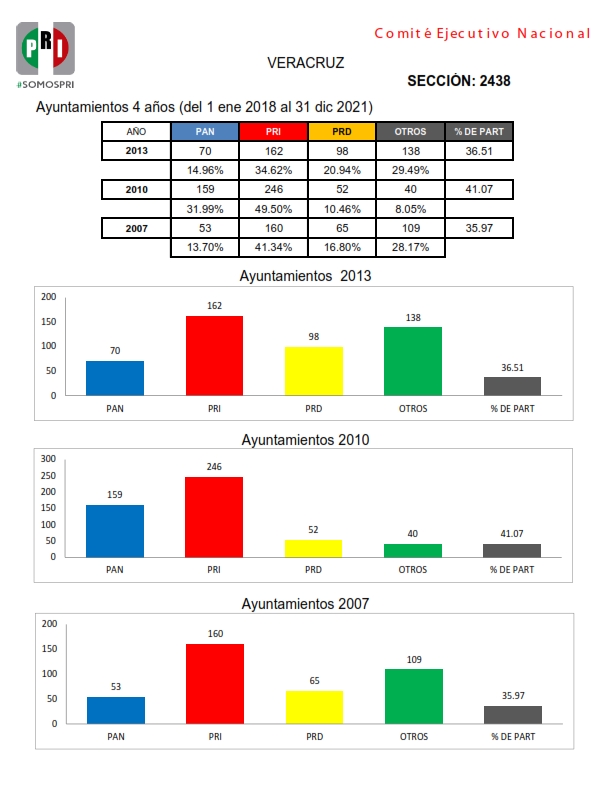 Comité Ejecutivo Nacional
PRI
#SOMOSPRI
VERACRUZ
SECCIÓN: 2438
Ayuntamientos 4 años (del 1 ene 2018 al 31 dic 2021)
AÑO PAN PRI PRD OTROS % DE PART
2013 70 162 98 138 36.51
14.96% 34.62% 20.94% 29.49%
2010 159 246 52 40 41.07
31.99% 49.50% 10.46% 8.05%
2007 53 160 65 109 35.97
13.70% 41.34% 16.80% 28.17%
Ayuntamientos 2013
200
150
100
50
0
70 162 98 138 36.51
PAN PRI PRD OTROS % DE PART
Ayuntamientos 2010
300
250
200
150
100
50
0
159 246 52 40 41.07
PAN PRI PRD OTROS % DE PART
Ayuntamientos 2007
200
150
100
50
0
53 160 65 109 35.97
PAN PRI PRD OTROS % DE PART